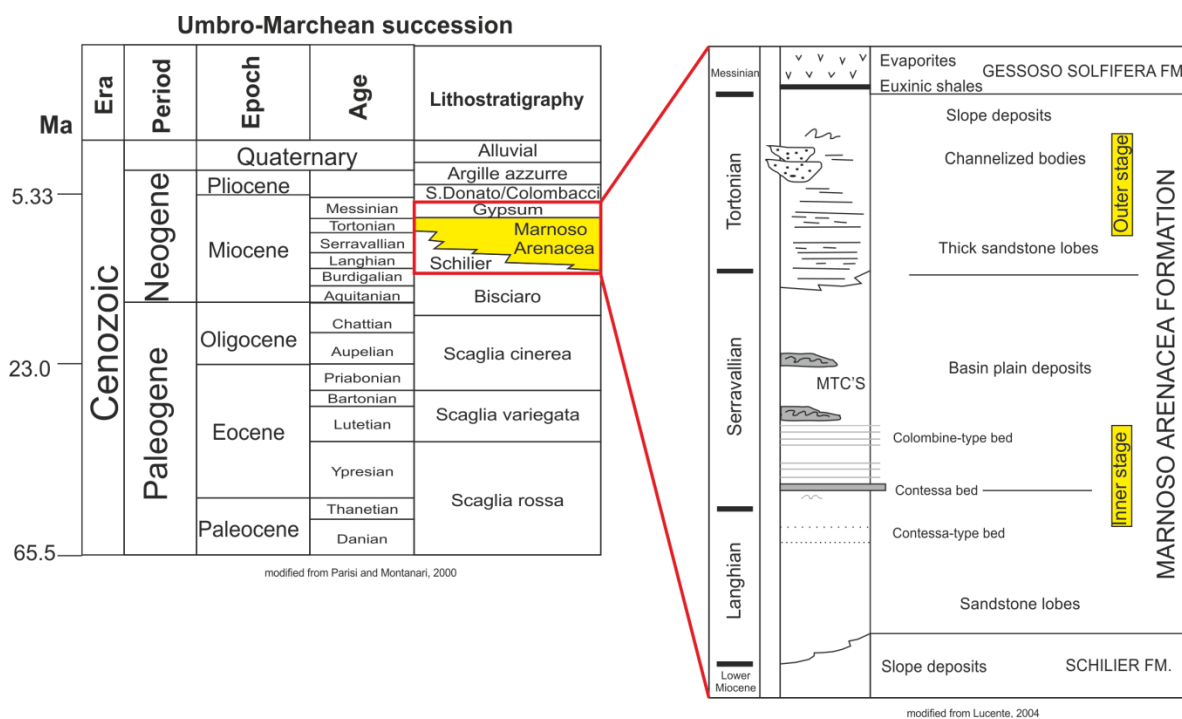 Umbro-Marchean succession
Ma
Era
Period
Epoch
Age
Lithostratigraphy
Quaternary
Alluvial
Argille azzurre
5.33
Pliocene
S.Donato/Colombacci
Cenozoic
Neogene
Miocene
Messinian
Gypsum
Tortonian
Marnoso
Serravallian
Arenacea
Langhian
Schilier
Burdigalian
Aquitanian
Bisciaro
Paleogene
Oligocene
Chattian
Aupelian
Scaglia cinerea
23.0
Eocene
Priabonian
Bartonian
Lutetian
Scaglia variegata
Ypresian
Scaglia rossa
Paleocene
Thanetian
Danian
65.5
modified from Parisi and Montanari, 2000
Messinian
Evaporites
GESSOSO SOLFIFERA FM
Euxinic shales
Tortonian
Slope deposits
Channelized bodies
Outer stage
Thick sandstone lobes
MARNOSO ARENACEA FORMATION
Serravallian
Basin plain deposits
MTC'S
Colombine-type bed
Inner stage
Contessa bed
Contessa-type bed
Langhian
Sandstone lobes
Lower
Miocene
Slope deposits
SCHILIER FM.
modified from Lucente, 2004